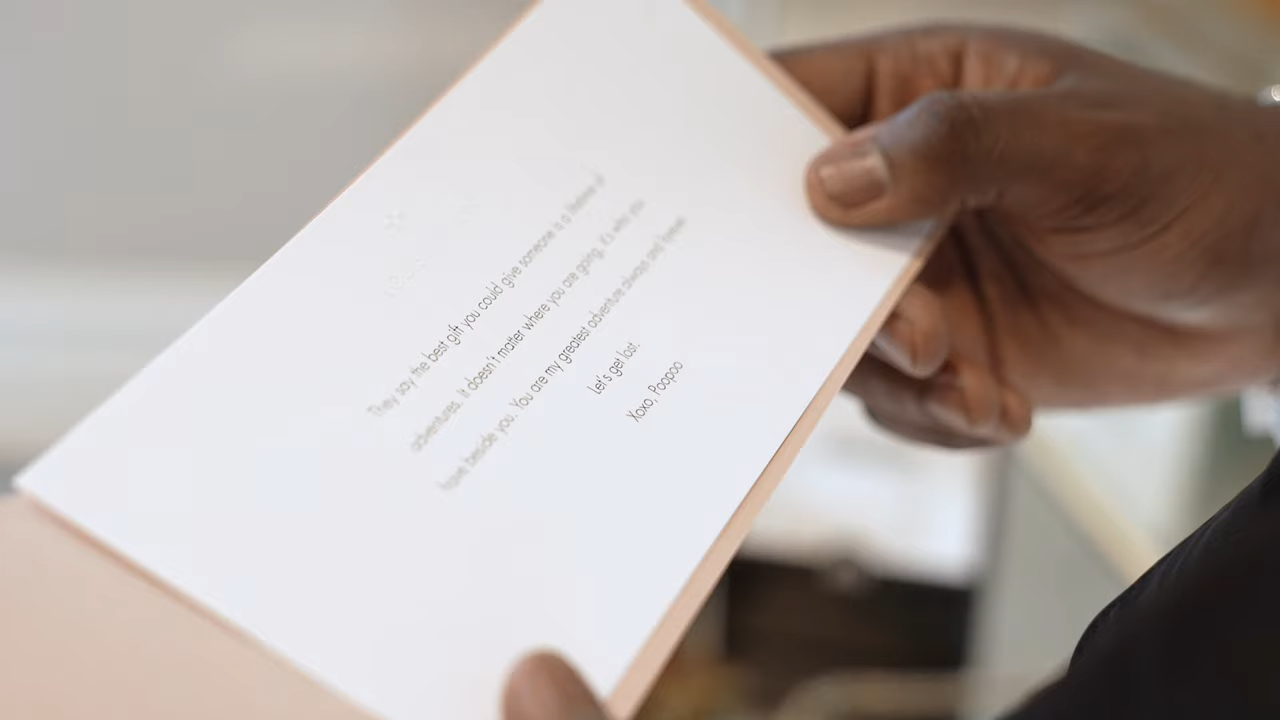 They say the best gift you could give someone is a lifetime of
adventures. It doesn't matter where you are going, it's who you
have beside you. You are my greatest adventure always and forever.
Let's get lost.
Xoxo, Poopoo